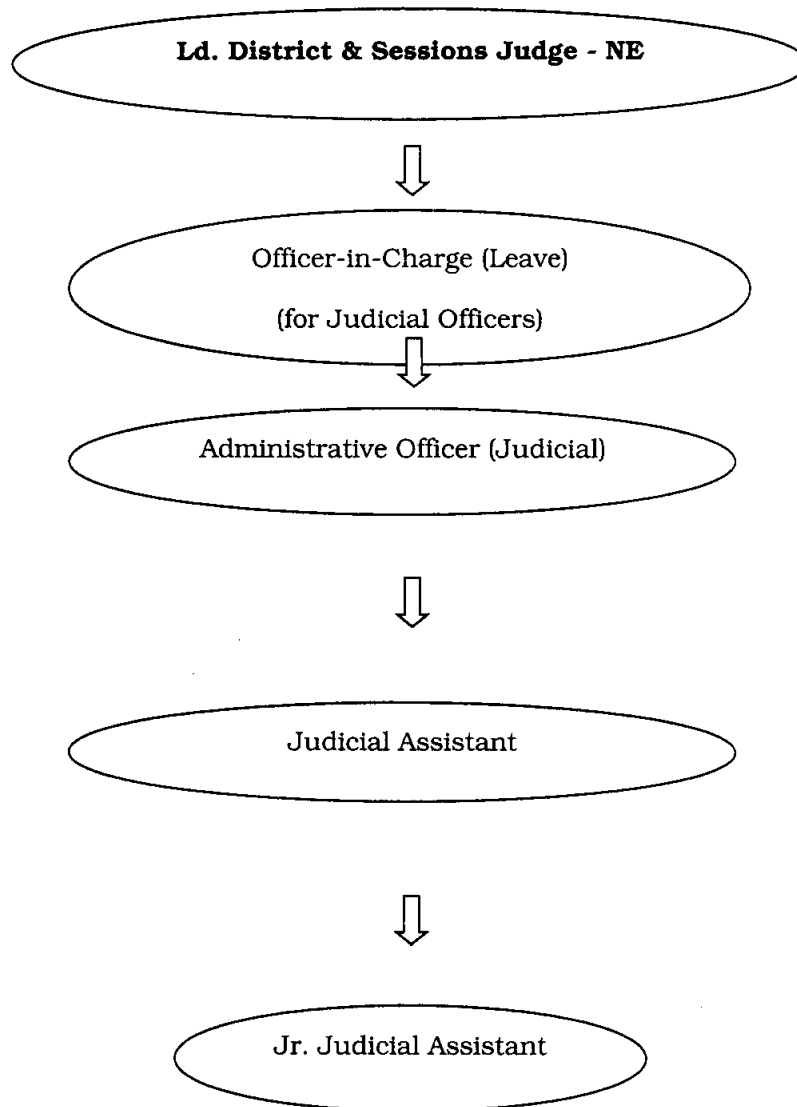 Ld. District & Sessions Judge - NE
Officer-in-Charge (Leave)
(for Judicial Officers)
Administrative Officer (Judicial)
Judicial Assistant
Jr. Judicial Assistant